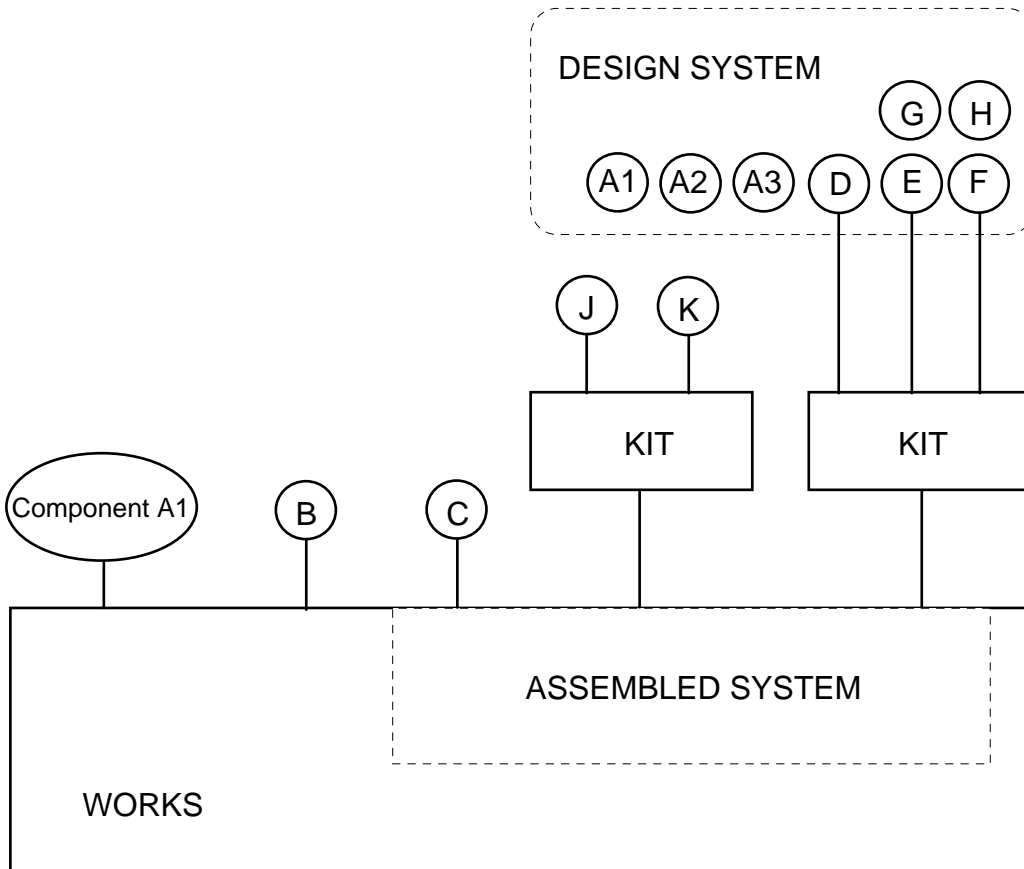 DESIGN SYSTEM
G H
A1 A2 A3 D E F
J K
KIT KIT
Component A1 B C
ASSEMBLED SYSTEM
WORKS